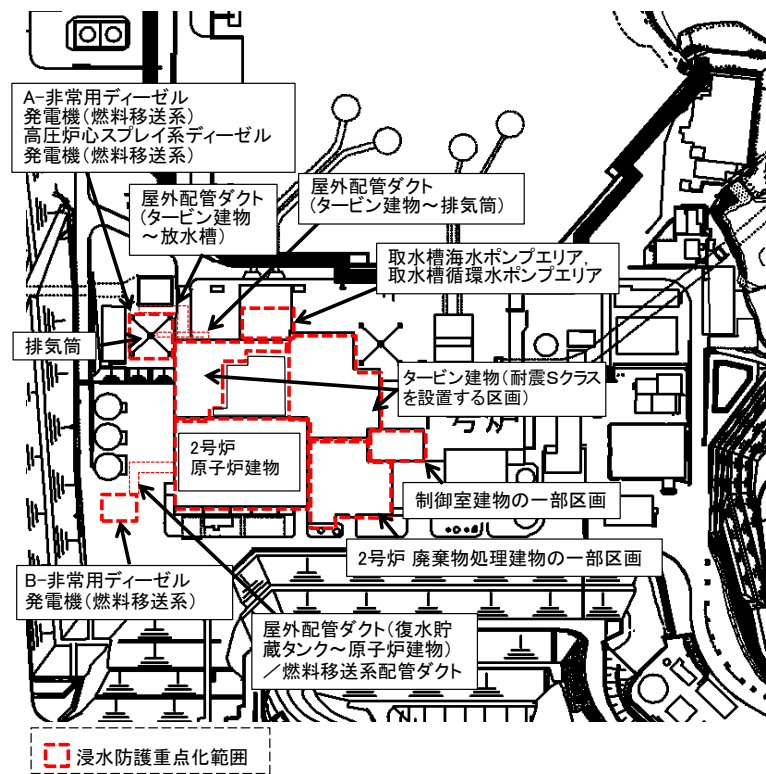 A-非常用ディーゼル
発電機(燃料移送系)
高圧炉心スプレイ系ディーゼル
発電機(燃料移送系)
屋外配管ダクト
(タービン建物
～放水槽)
屋外配管ダクト
(タービン建物～排気筒)
取水槽海水ポンプエリア,
取水槽循環水ポンプエリア
排気筒
タービン建物(耐震Sクラス
を設置する区画)
2号炉
原子炉建物
制御室建物の一部区画
2号炉 廃棄物処理建物の一部区画
B-非常用ディーゼル
発電機(燃料移送系)
屋外配管ダクト(復水貯
蔵タンク～原子炉建物)
／燃料移送系配管ダクト
浸水防護重点化範囲